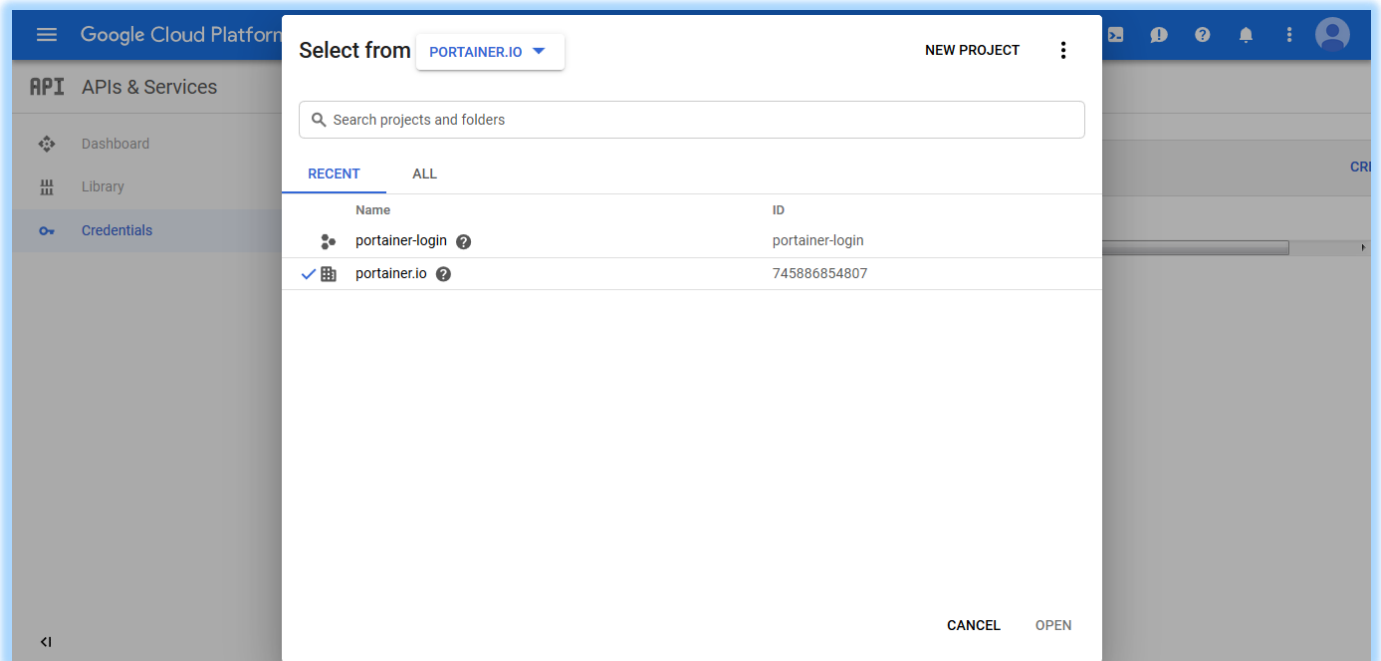 Google Cloud Platform
Select from PORTAINER.IO
NEW PROJECT
API APIs & Services
Search projects and folders
Dashboard
Library
Credentials
RECENT ALL
Name ID
portainer-login portainer-login
portainer.io 745886854807
CANCEL OPEN